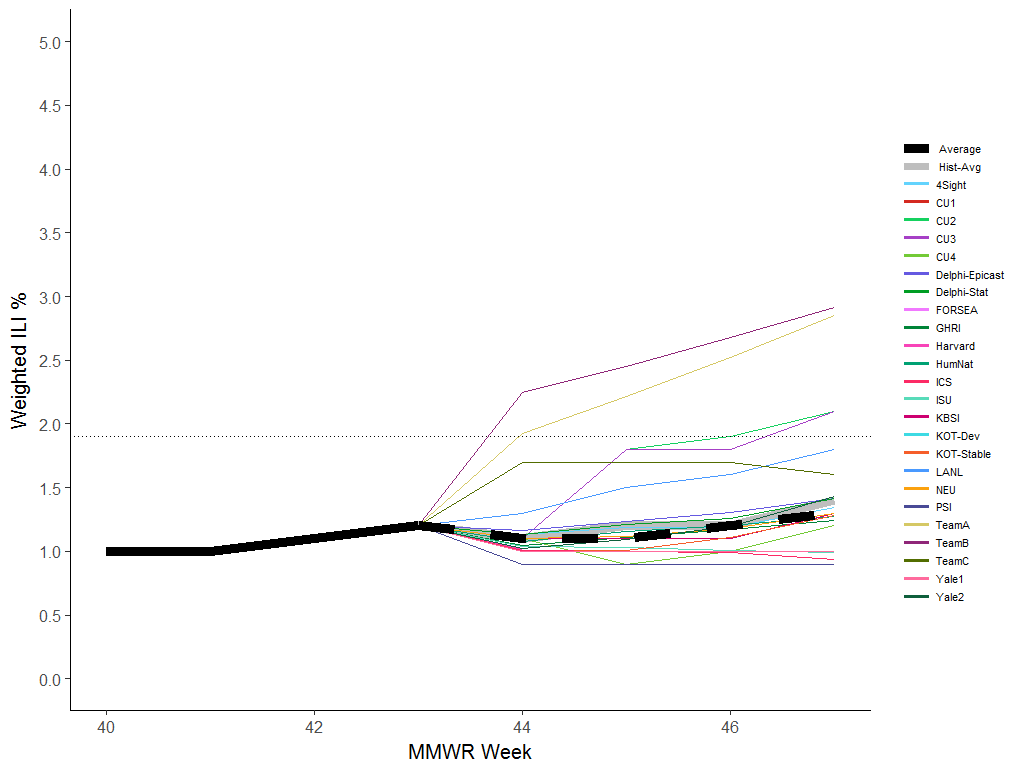 5.0
4.5
4.0
3.5
3.0
2.5
2.0
1.5
1.0
0.5
0.0
Weighted ILI %
40
42
44
46
MMWR Week
Average
Hist-Avg
4Sight
CU1
CU2
CU3
CU4
Delphi-Epicast
Delphi-Stat
FORSEA
GHRI
Harvard
HumNat
ICS
ISU
KBSI
KOT-Dev
KOT-Stable
LANL
NEU
PSI
TeamA
TeamB
TeamC
Yale1
Yale2